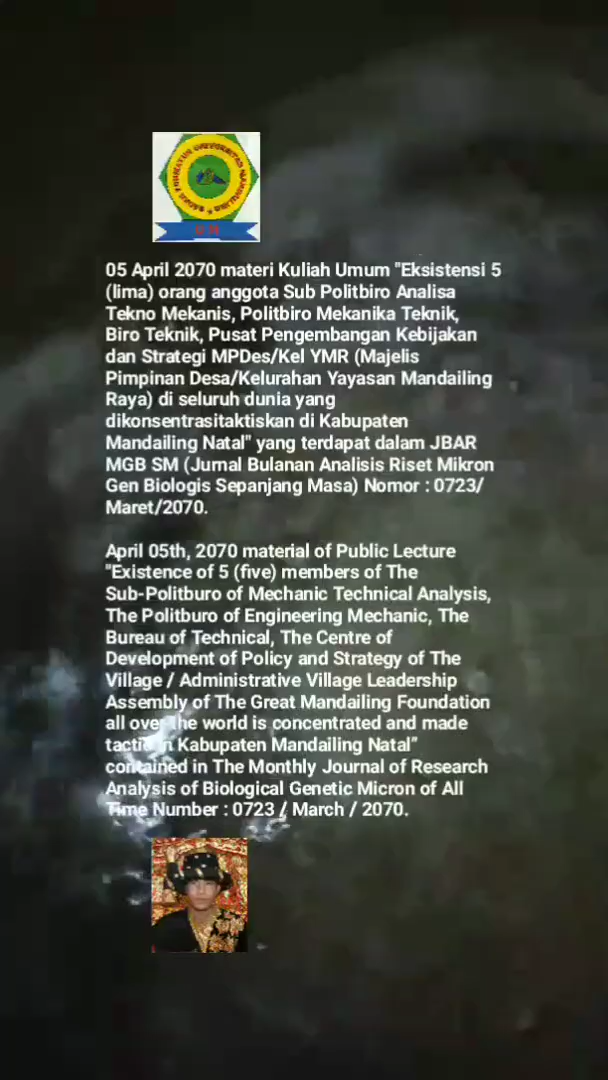 05 April 2070 materi Kuliah Umum "Eksistensi 5
(lima) orang anggota Sub Politbiro Analisa
Tekno Mekanis, Politbiro Mekanika Teknik,
Biro Teknik, Pusat Pengembangan Kebijakan
dan Strategi MPDes/Kel YMR (Majelis
Pimpinan Desa/Kelurahan Yayasan Mandailing
Raya) di seluruh dunia yang
dikonsentrasitaktiskan di Kabupaten
Mandailing Natal" yang terdapat dalam JBAR
MGB SM (Jurnal Bulanan Analisis Riset Mikron
Gen Biologis Sepanjang Masa) Nomor : 0723/
Maret/2070.
April 05th, 2070 material of Public Lecture
"Existence of 5 (five) members of The
Sub-Politburo of Mechanic Technical Analysis,
The Politburo of Engineering Mechanic, The
Bureau of Technical, The Centre of
Development of Policy and Strategy of The
Village / Administrative Village Leadership
Assembly of The Great Mandailing Foundation
all over the world is concentrated and made
tactic in Kabupaten Mandailing Natal"
contained in The Monthly Journal of Research
Analysis of Biological Genetic Micron of All
Time Number : 0723 / March / 2070.